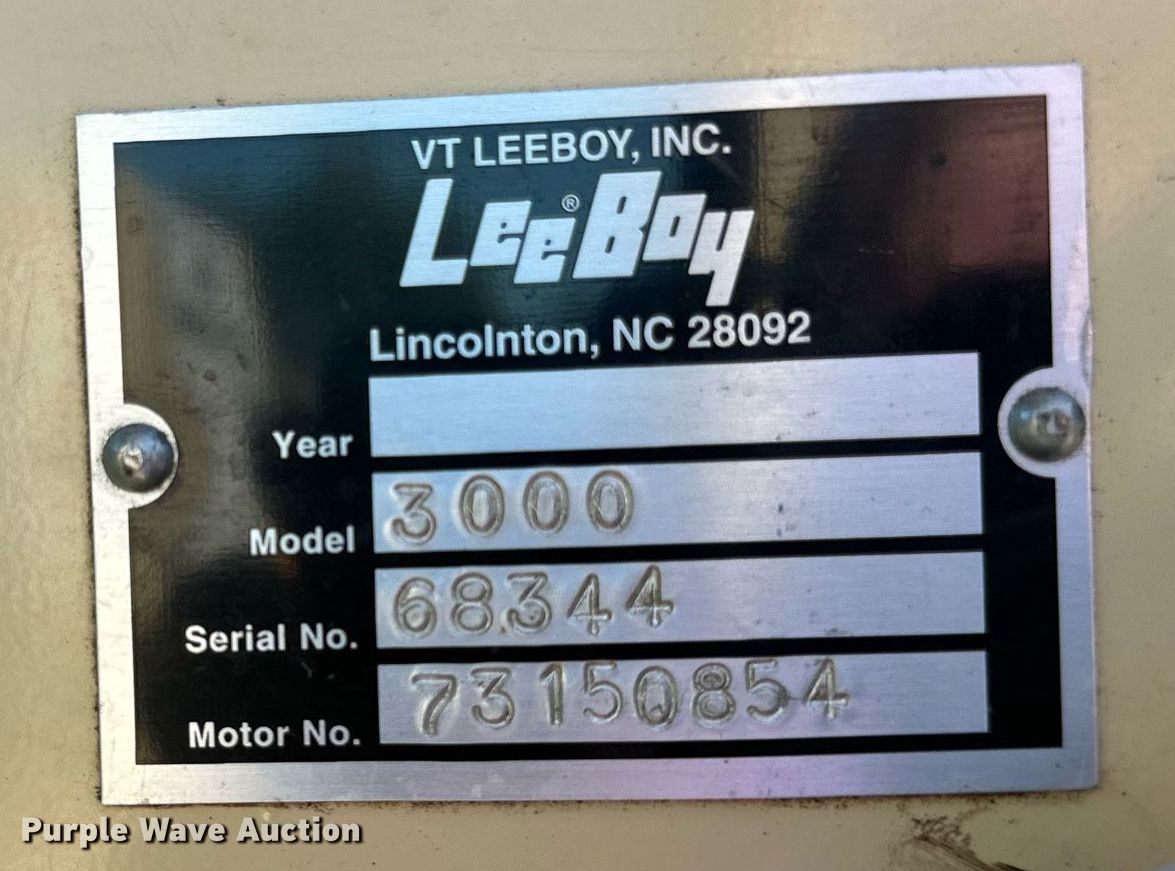 VT LEEBOY, INC.
LeeBoy®
Lincolnton, NC 28092
Year
Model 3000
Serial No. 68344
Motor No. 73150854
Purple Wave Auction